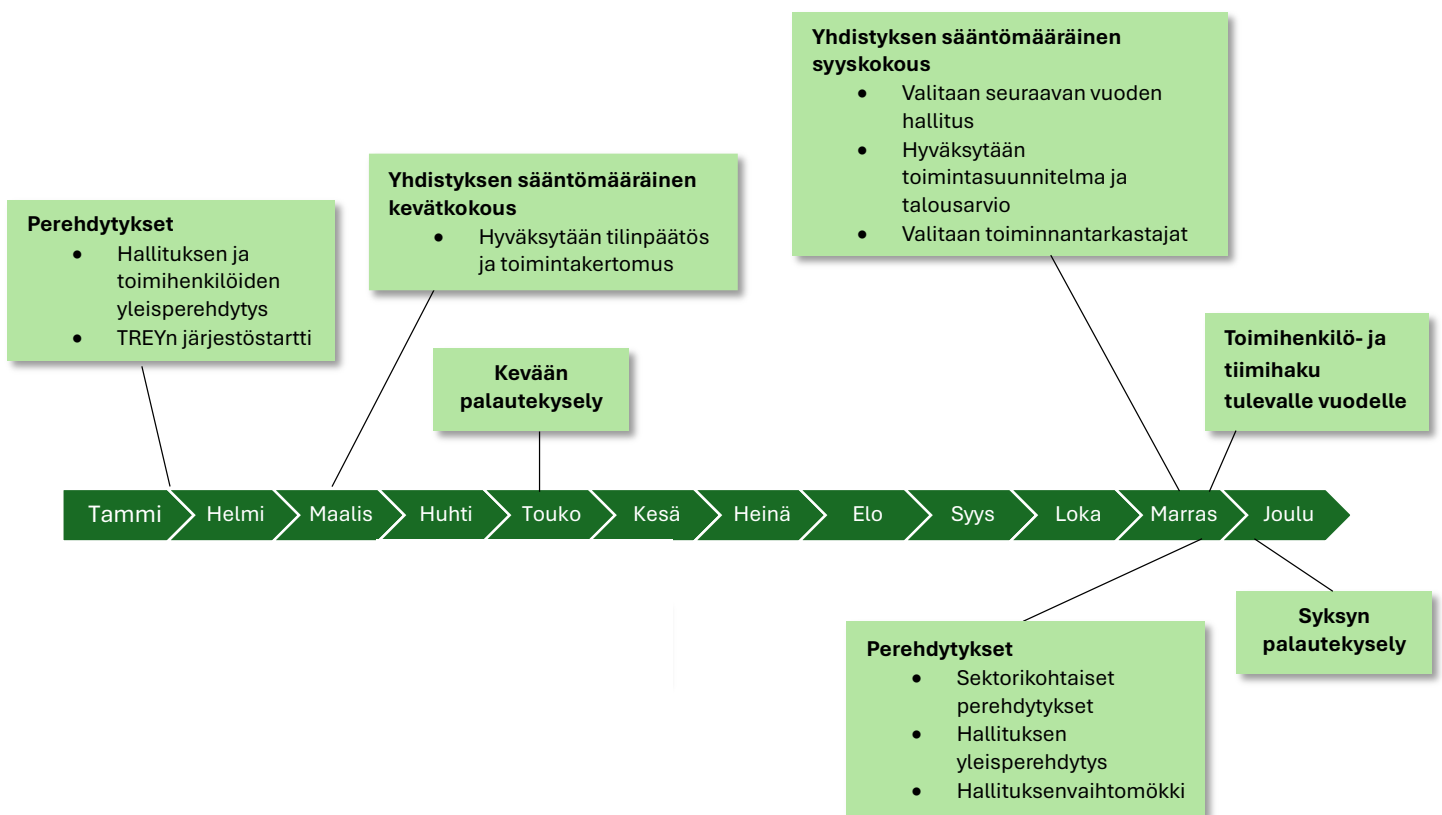 Yhdistyksen sääntömääräinen
syyskokous
• Valitaan seuraavan vuoden
hallitus
• Hyväksytään
toimintasuunnitelma ja
talousarvio
• Valitaan toiminnantarkastajat
Yhdistyksen sääntömääräinen
kevätkokous
• Hyväksytään tilinpäätös
ja toimintakertomus
Perehdytykset
• Hallituksen ja
toimihenkilöiden
yleisperehdytys
• TREYn järjestöstartti
Kevään
palautekysely
Toimihenkilö- ja
tiimihaku
tulevalle vuodelle
Tammi Helmi Maalis Huhti Touko Kesä Heinä Elo Syys Loka Marras Joulu
Perehdytykset
• Sektorikohtaiset
perehdytykset
• Hallituksen
yleisperehdytys
• Hallituksenvaihtomökki
Syksyn
palautekysely